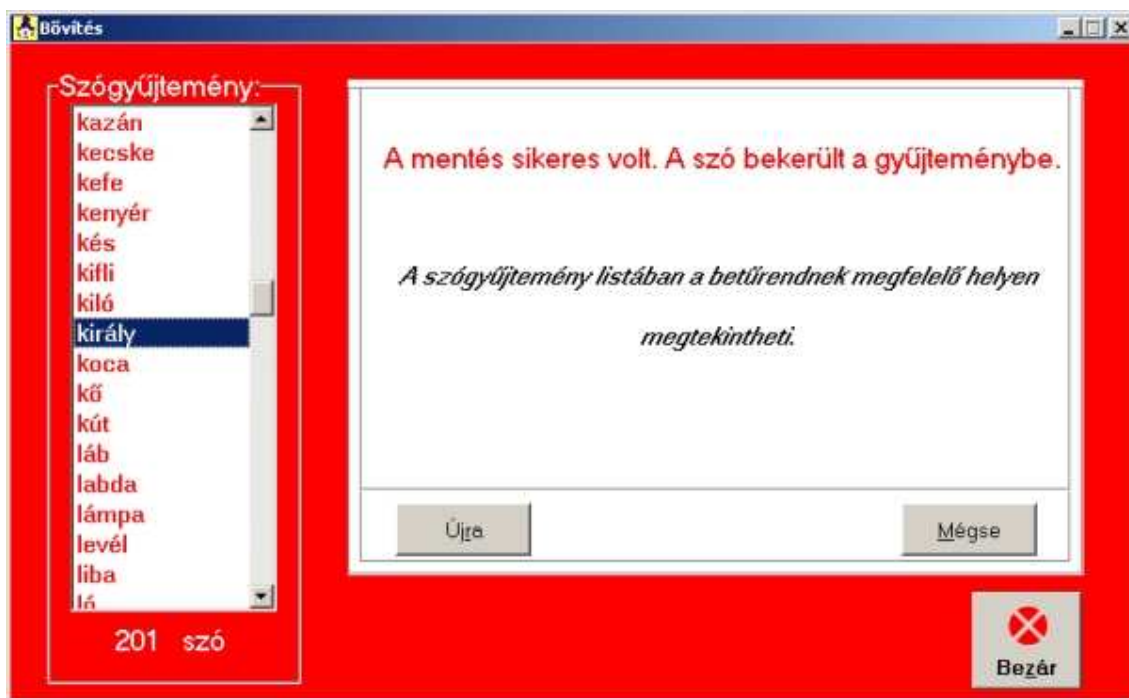 Bővítés
Szógyűjtemény:
kazán
kecske
kefe
kenyér
kés
kifli
kiló
király
koca
kő
kút
láb
labda
lámpa
levél
liba
ló
201 szó
A mentés sikeres volt. A szó bekerült a gyűjteménybe.
A szógyűjtemény listában a betűrendnek megfelelő helyen
megtekintheti.
Újra
Mégse
Bezár